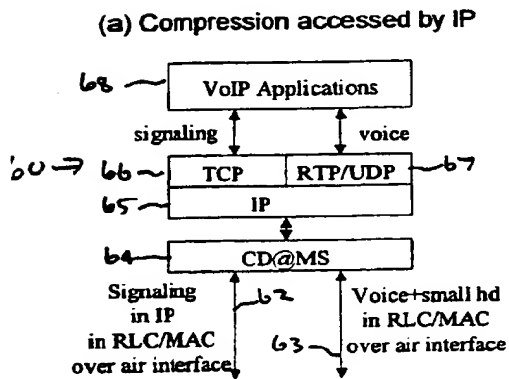 (a) Compression accessed by IP
68
VoIP Applications
signaling
voice
60
66
TCP
RTP/UDP
67
65
IP
64
CD@MS
Signaling
in IP
in RLC/MAC
over air interface
62
63
Voice+small hd
in RLC/MAC
over air interface